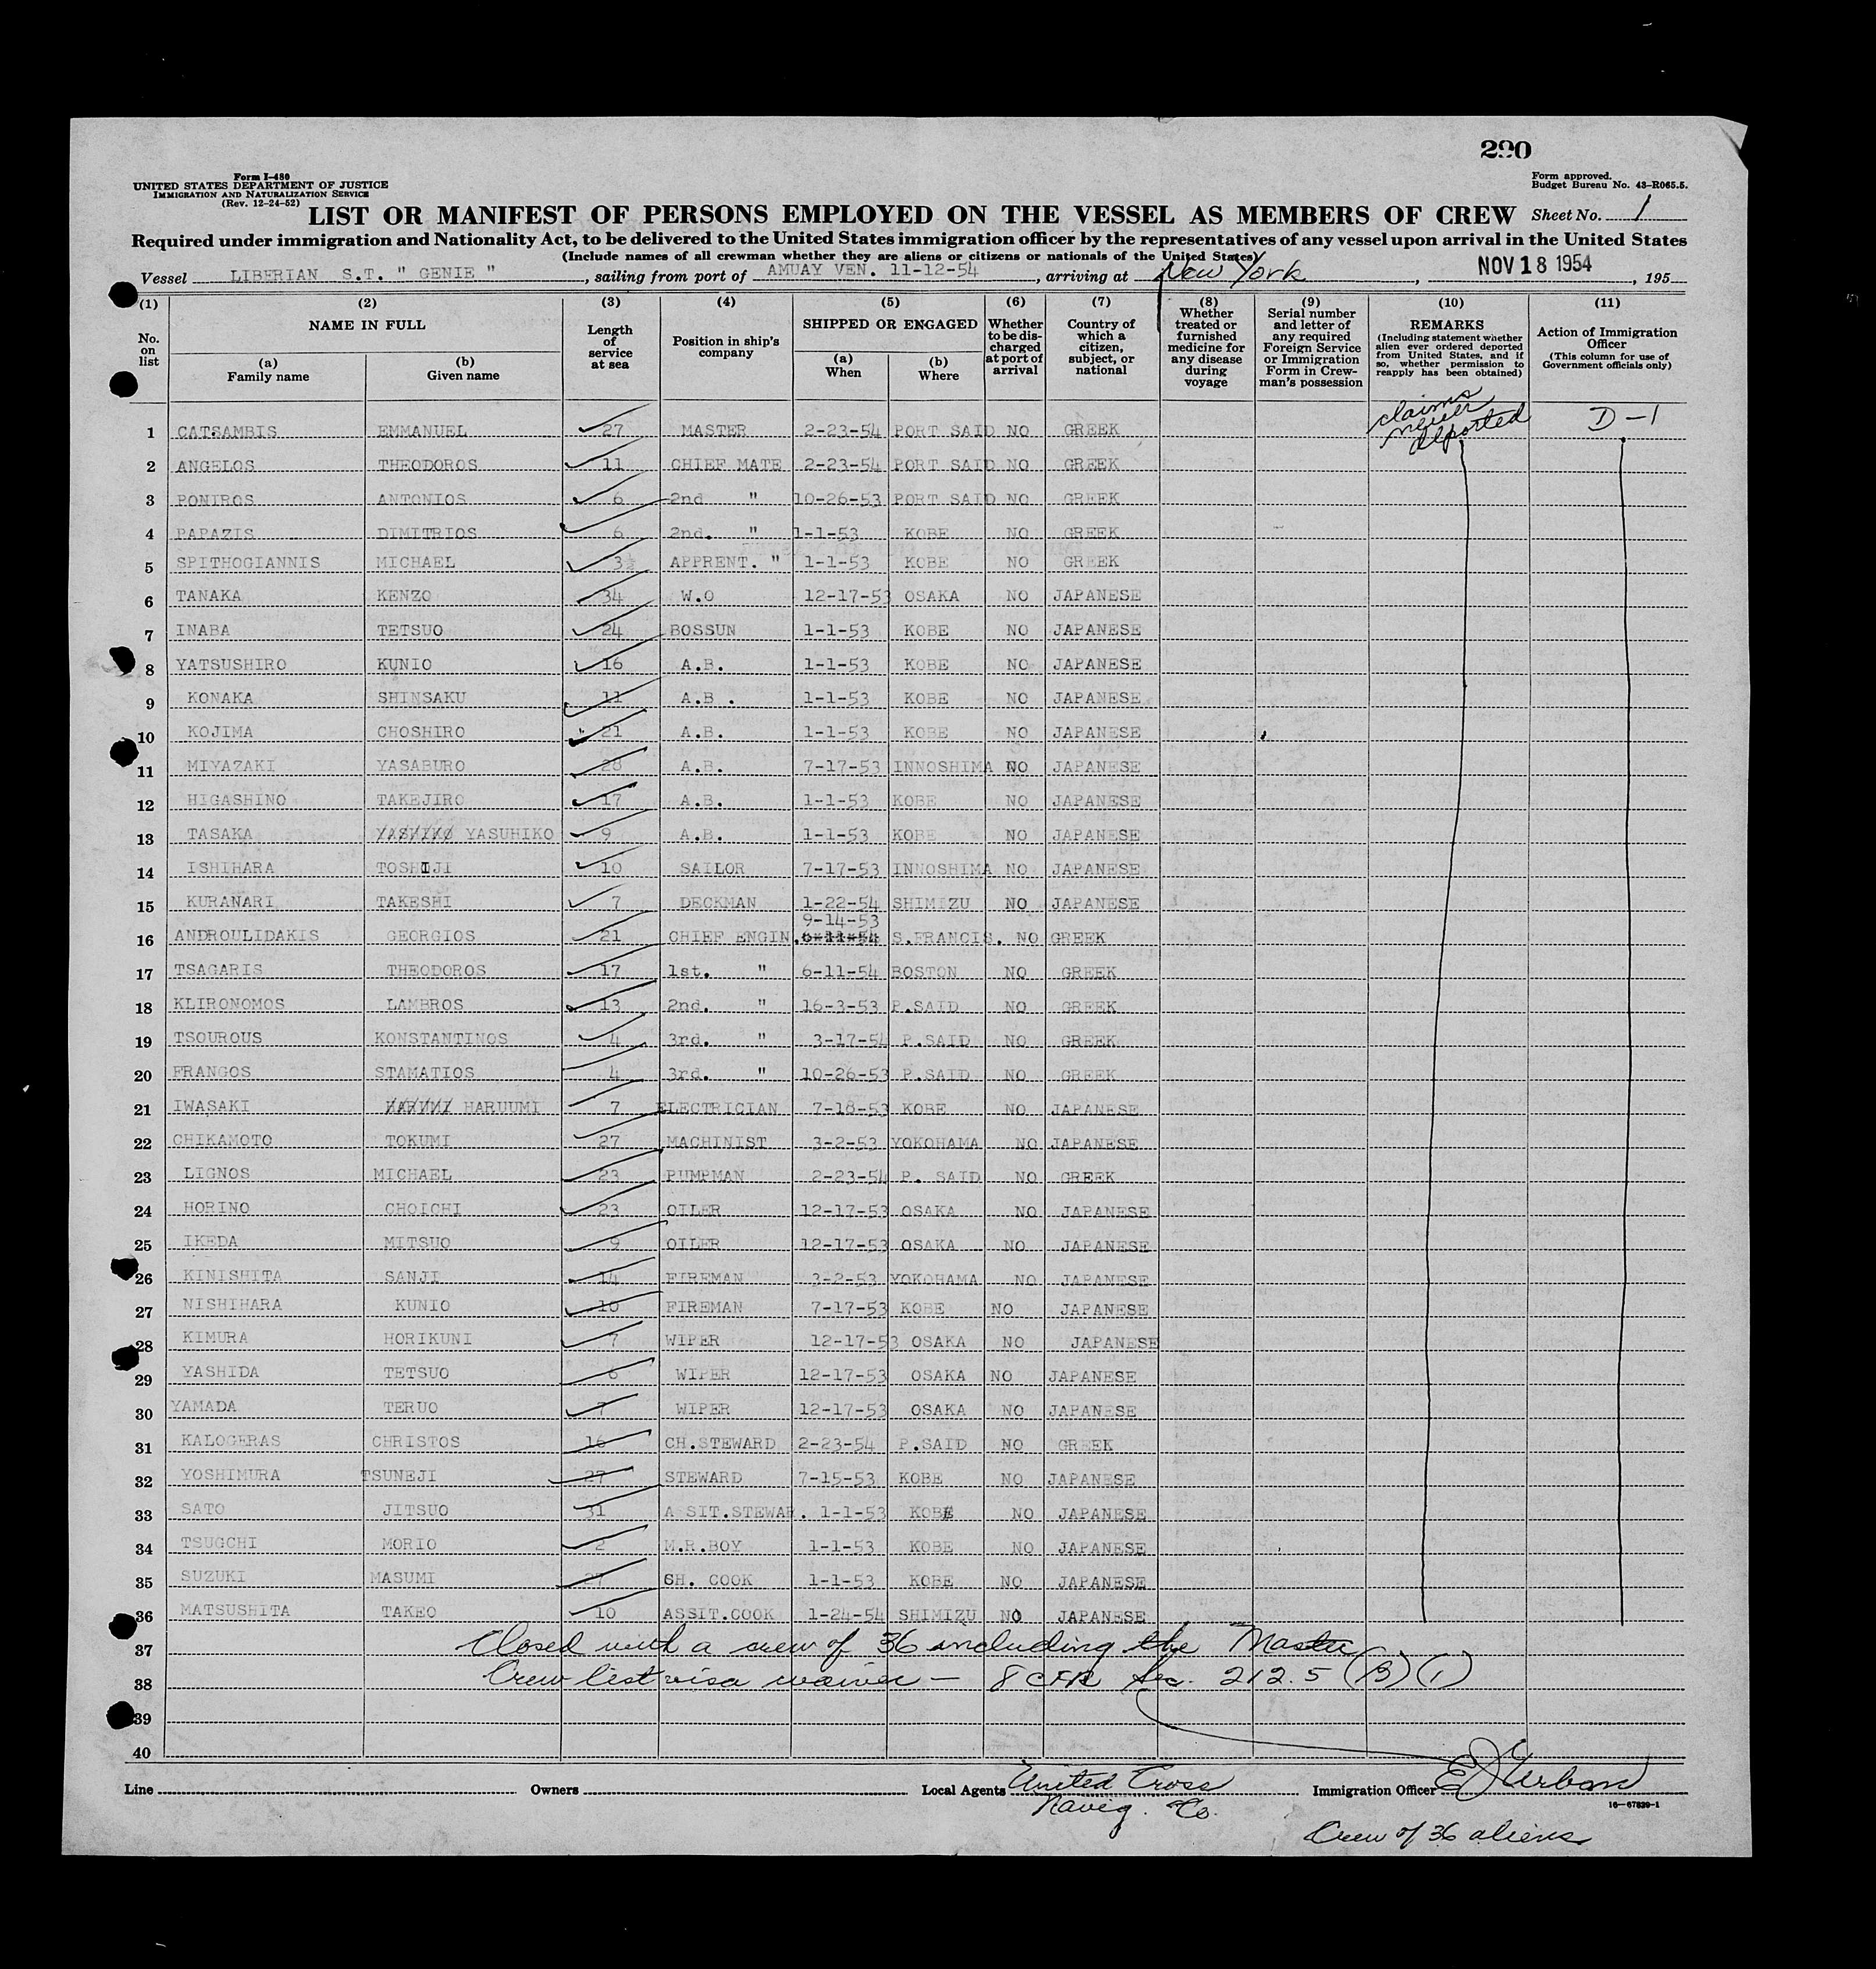 290
Form I-480
UNITED STATES DEPARTMENT OF JUSTICE
IMMIGRATION AND NATURALIZATION SERVICE
(Rev. 12-24-52)
Form approved.
Budget Bureau No. 43-R065.5.
LIST OR MANIFEST OF PERSONS EMPLOYED ON THE VESSEL AS MEMBERS OF CREW Sheet No. 1
Required under immigration and Nationality Act, to be delivered to the United States immigration officer by the representatives of any vessel upon arrival in the United States
(Include names of all crewman whether they are aliens or citizens or nationals of the United States)
Vessel LIBERIAN S.T. " GENIE ", sailing from port of AMUAY VEN. 11-12-54, arriving at New York, NOV 18 1954, 195
(1) (2) (3) (4) (5) (6) (7) (8) (9) (10) (11)
No. on list
NAME IN FULL
(a) Family name
(b) Given name
Length of service at sea
Position in ship's company
SHIPPED OR ENGAGED
(a) When
(b) Where
Whether to be discharged at port of arrival
Country of which a citizen, subject, or national
Whether treated or furnished medicine for any disease during voyage
Serial number and letter of any required Foreign Service or Immigration Form in Crewman's possession
REMARKS
(Including statement whether alien ever ordered deported from United States, and if so, whether permission to reapply has been obtained)
Action of Immigration Officer
(This column for use of Government officials only)
claims never deported
D-1
1 CATSAMBIS EMMANUEL 27 MASTER 2-23-54 PORT SAID NO GREEK
2 ANGELOS THEODOROS 11 CHIEF MATE 2-23-54 PORT SAID NO GREEK
3 PONIROS ANTONIOS 6 2nd " 10-26-53 PORT SAID NO GREEK
4 PAPAZIS DIMITRIOS 6 2nd. " 1-1-53 KOBE NO GREEK
5 SPITHOGIANNIS MICHAEL 3½ APPRENT. " 1-1-53 KOBE NO GREEK
6 TANAKA KENZO 34 W.O 12-17-53 OSAKA NO JAPANESE
7 INABA TETSUO 24 BOSSUN 1-1-53 KOBE NO JAPANESE
8 YATSUSHIRO KUNIO 16 A.B. 1-1-53 KOBE NO JAPANESE
9 KONAKA SHINSAKU 11 A.B . 1-1-53 KOBE NO JAPANESE
10 KOJIMA CHOSHIRO 21 A.B. 1-1-53 KOBE NO JAPANESE
11 MIYAZAKI YASABURO 28 A.B. 7-17-53 INNOSHIMA NO JAPANESE
12 HIGASHINO TAKEJIRO 17 A.B. 1-1-53 KOBE NO JAPANESE
13 TASAKA YASUHIKO 9 A.B. 1-1-53 KOBE NO JAPANESE
14 ISHIHARA TOSHIJI 10 SAILOR 7-17-53 INNOSHIMA NO JAPANESE
15 KURANARI TAKESHI 7 DECKMAN 1-22-54 SHIMIZU NO JAPANESE
9-14-53
16 ANDROULIDAKIS GEORGIOS 21 CHIEF ENGIN. 6-11-54 S.FRANCIS. NO GREEK
17 TSAGARIS THEODOROS 17 1st. " 6-11-54 BOSTON NO GREEK
18 KLIRONOMOS LAMBROS 13 2nd. " 16-3-53 P.SAID NO GREEK
19 TSOUROUS KONSTANTINOS 4 3rd. " 3-17-54 P.SAID NO GREEK
20 FRANGOS STAMATIOS 4 3rd. " 10-26-53 P.SAID NO GREEK
21 IWASAKI HARUUMI 7 ELECTRICIAN 7-18-53 KOBE NO JAPANESE
22 CHIKAMOTO TOKUMI 27 MACHINIST 3-2-53 YOKOHAMA NO JAPANESE
23 LIGNOS MICHAEL 23 PUMPMAN 2-23-54 P. SAID NO GREEK
24 HORINO CHOICHI 23 OILER 12-17-53 OSAKA NO JAPANESE
25 IKEDA MITSUO 9 OILER 12-17-53 OSAKA NO JAPANESE
26 KINISHITA SANJI 14 FIREMAN 3-2-53 YOKOHAMA NO JAPANESE
27 NISHIHARA KUNIO 10 FIREMAN 7-17-53 KOBE NO JAPANESE
28 KIMURA HORIKUNI 7 WIPER 12-17-53 OSAKA NO JAPANESE
29 YASHIDA TETSUO 6 WIPER 12-17-53 OSAKA NO JAPANESE
30 YAMADA TERUO 7 WIPER 12-17-53 OSAKA NO JAPANESE
31 KALOGERAS CHRISTOS 16 CH.STEWARD 2-23-54 P.SAID NO GREEK
32 YOSHIMURA TSUNEJI 27 STEWARD 7-15-53 KOBE NO JAPANESE
33 SATO JITSUO 31 ASSIT.STEWAR. 1-1-53 KOBE NO JAPANESE
34 TSUGCHI MORIO 2 M.R.BOY 1-1-53 KOBE NO JAPANESE
35 SUZUKI MASUMI 27 CH. COOK 1-1-53 KOBE NO JAPANESE
36 MATSUSHITA TAKEO 10 ASSIT.COOK 1-24-54 SHIMIZU NO JAPANESE
37 Closed with a crew of 36 including the Master
38 Crew list visa waiver - 8 CFR Sec. 212.5 (B) (1)
39
40
Line Owners Local Agents United Cross Navig. Co. Immigration Officer E J Urban
16-67839-1
Crew of 36 aliens